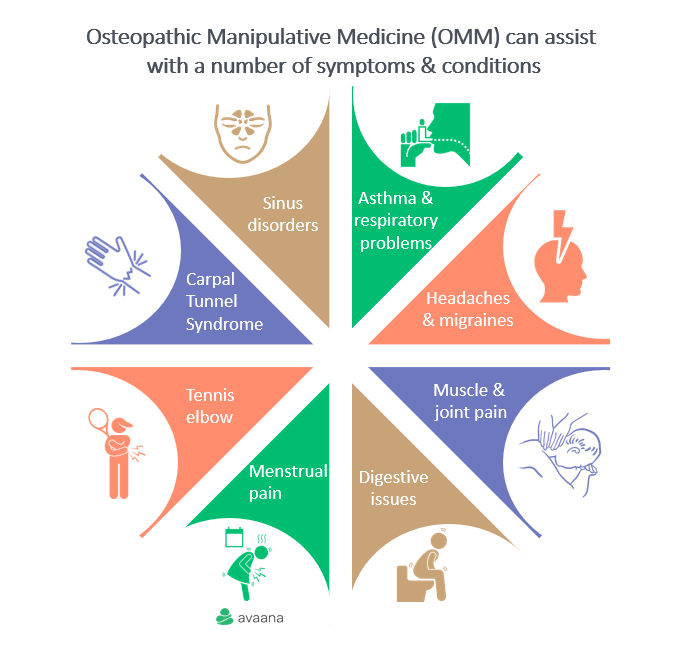 Osteopathic Manipulative Medicine (OMM) can assist
with a number of symptoms & conditions
Sinus
disorders
Asthma &
respiratory
problems
Carpal
Tunnel
Syndrome
Headaches
& migraines
Tennis
elbow
Muscle &
joint pain
Menstrual
pain
Digestive
issues
avaana